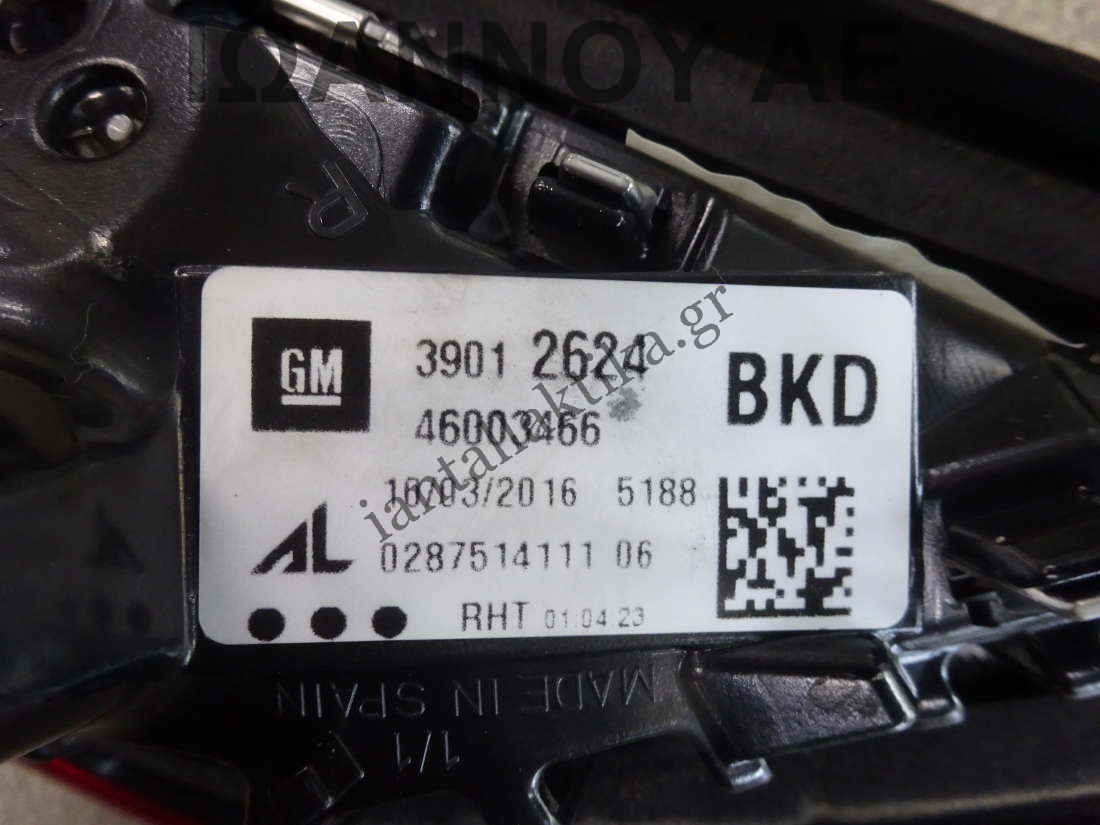 ΙΩΑΝΝΟΥ ΑΕ
R
GM
3901 2624
BKD
46003466
/03/2016 5188
iantallaktika.gr
AL
0287514111 06
RHT 01:04 23
MADE IN SPAIN
1/1